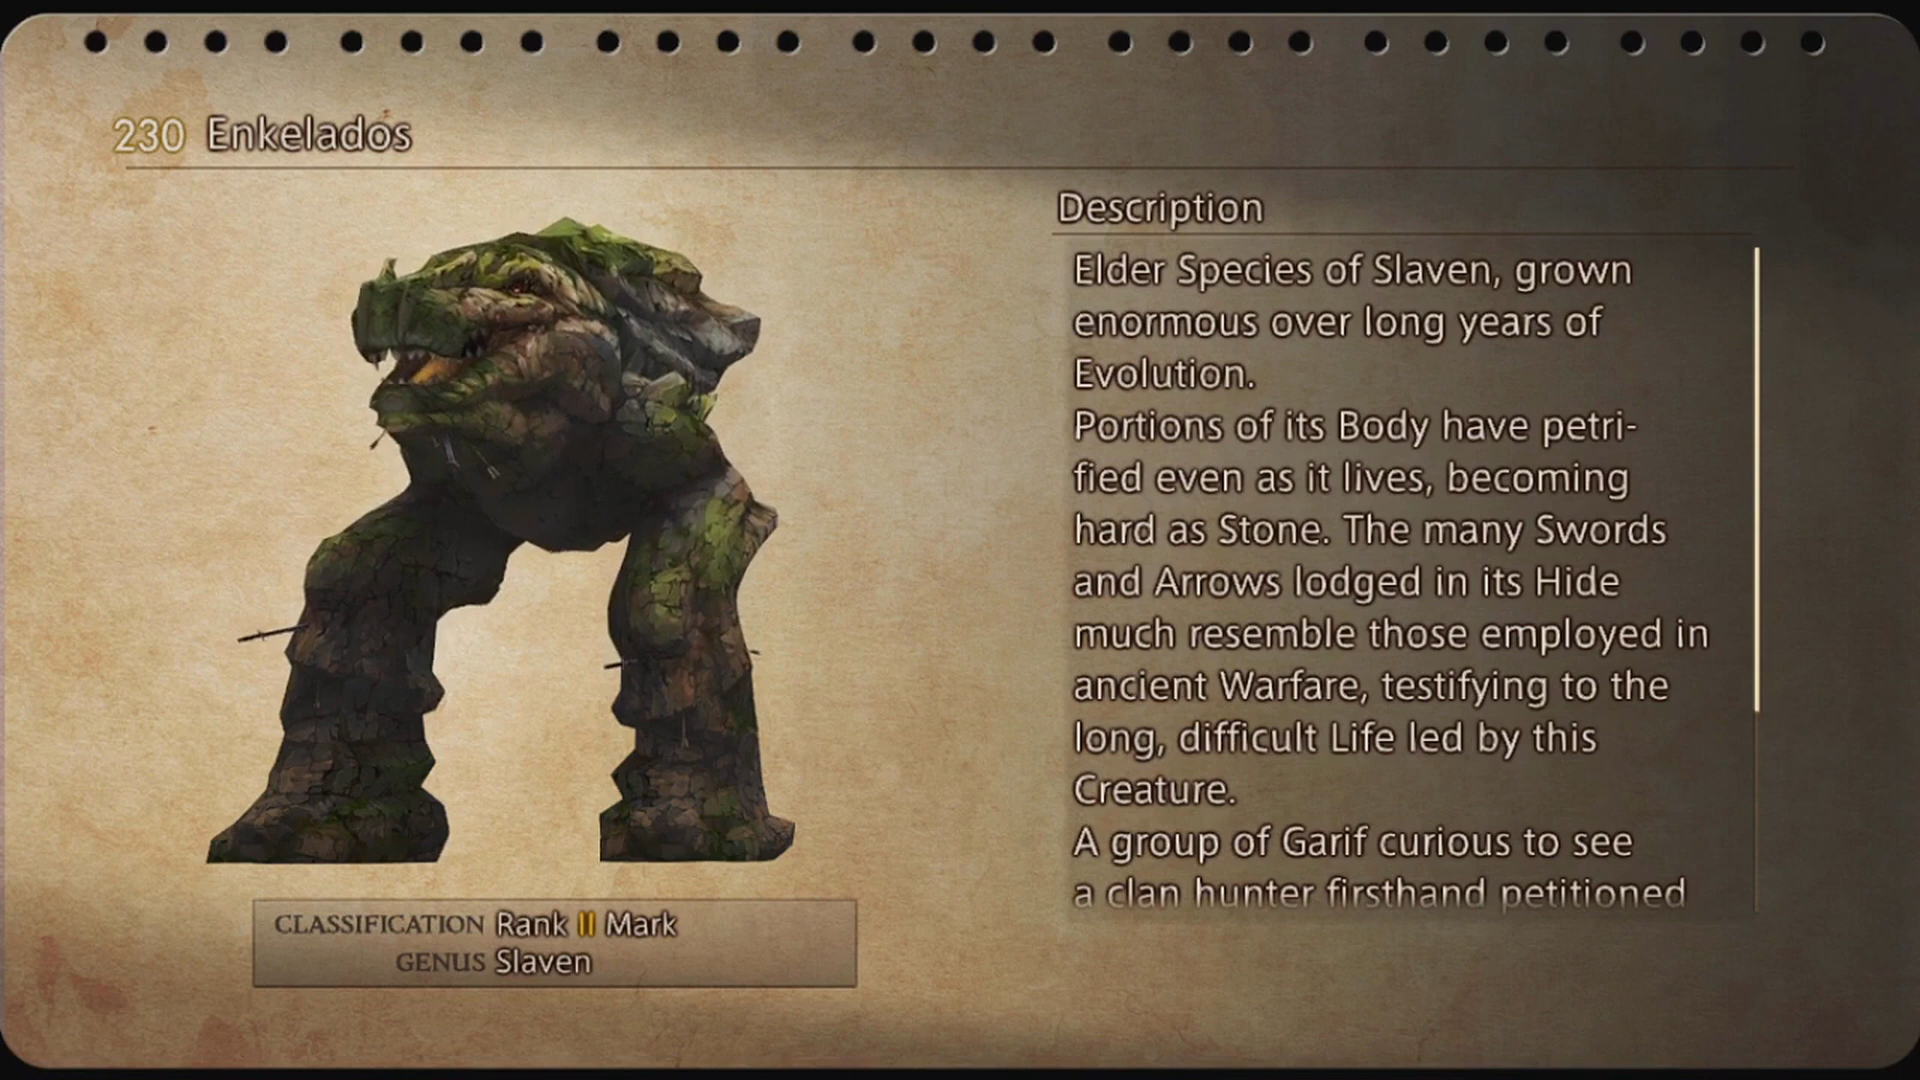 230 Enkelados
Description
Elder Species of Slaven, grown
enormous over long years of
Evolution.
Portions of its Body have petri-
fied even as it lives, becoming
hard as Stone. The many Swords
and Arrows lodged in its Hide
much resemble those employed in
ancient Warfare, testifying to the
long, difficult Life led by this
Creature.
A group of Garif curious to see
a clan hunter firsthand petitioned
CLASSIFICATION Rank II Mark
GENUS Slaven